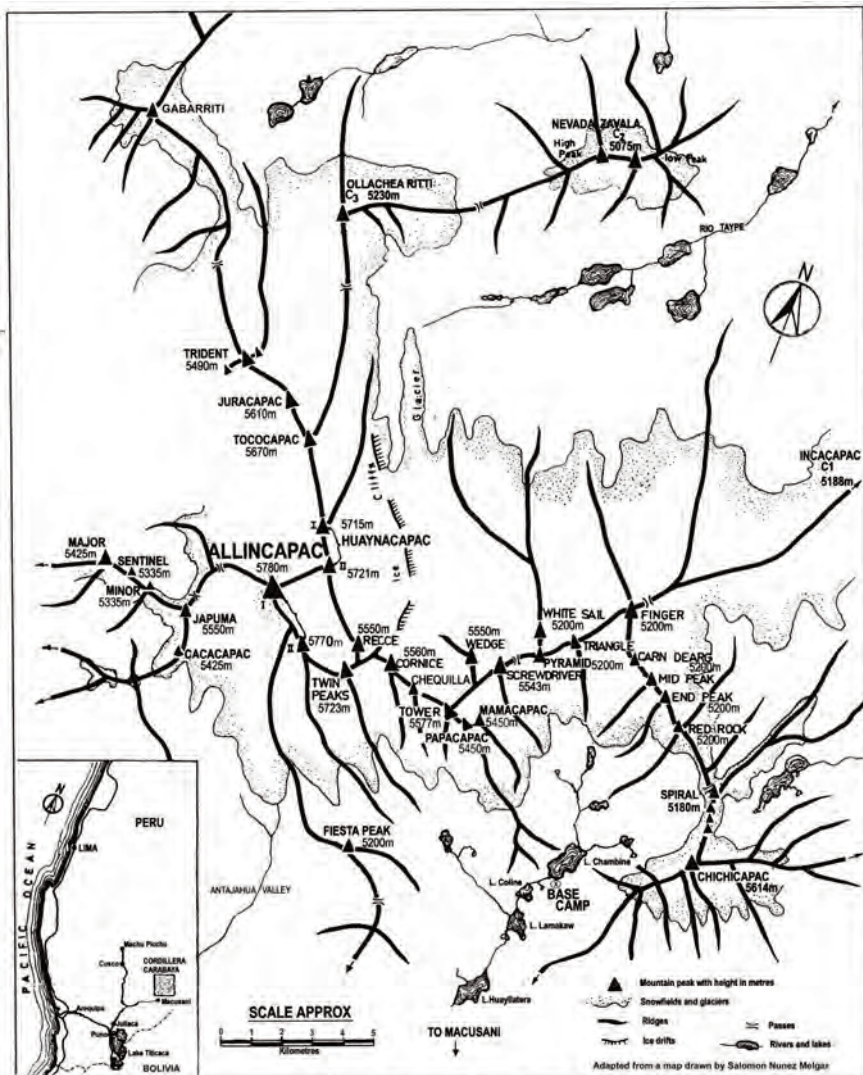 GABARRITI
NEVADA ZAVALA
C2
5075m
High
Peak
low Peak
OLLACHEA RITTI
C3 5230m
RIO TAYPE
N
TRIDENT
5490m
Glacier
JURACAPAC
5610m
TOCOCAPAC
5670m
INCACAPAC
C1
5188m
Cliffs
Ice
I 5715m
HUAYNACAPAC
II 5721m
MAJOR
5425m
SENTINEL
5335m
MINOR
5335m
ALLINCAPAC
5780m
I
JAPUMA
5550m
CACACAPAC
5425m
II 5770m
5550m
RECCE
TWIN
PEAKS
5723m
5560m
CORNICE
CHEQUILLA
5550m
WEDGE
WHITE SAIL
5200m
SCREWDRIVER
5543m
PYRAMID
TRIANGLE
5200m
FINGER
5200m
TOWER
5577m
MAMACAPAC
5450m
PAPACAPAC
5450m
CARN DEARG
5200m
MID PEAK
END PEAK
5200m
RED ROCK
5200m
SPIRAL
5180m
CHICHICAPAC
5614m
FIESTA PEAK
5200m
ANTAJAHUA VALLEY
L. Chambine
L. Coline
BASE
CAMP
L. Lamakaw
L. Huayllatera
TO MACUSANI
SCALE APPROX
0 1 2 3 4 5
Kilometres
N
PERU
LIMA
PACIFIC OCEAN
Machu Picchu
Cusco
CORDILLERA
CARABAYA
Macusani
Arequipa
Juliaca
Puno
Lake Titicaca
BOLIVIA
Mountain peak with height in metres
Snowfields and glaciers
Ridges
Passes
Ice drifts
Rivers and lakes
Adapted from a map drawn by Salomon Nunez Melgar